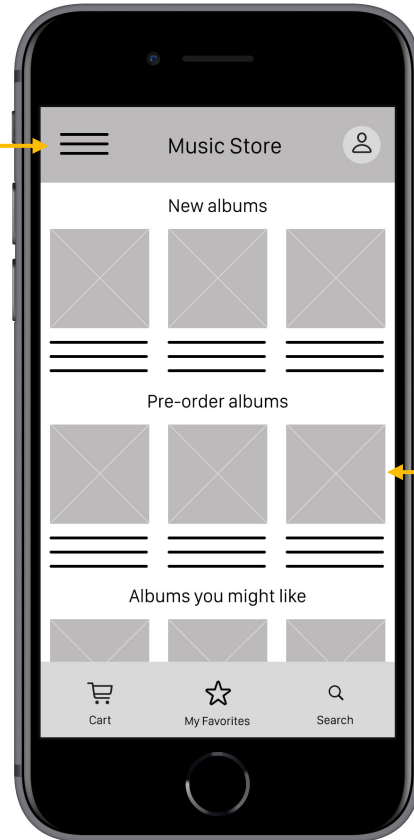 Music Store
New albums
Pre-order albums
Albums you might like
Cart
My Favorites
Search